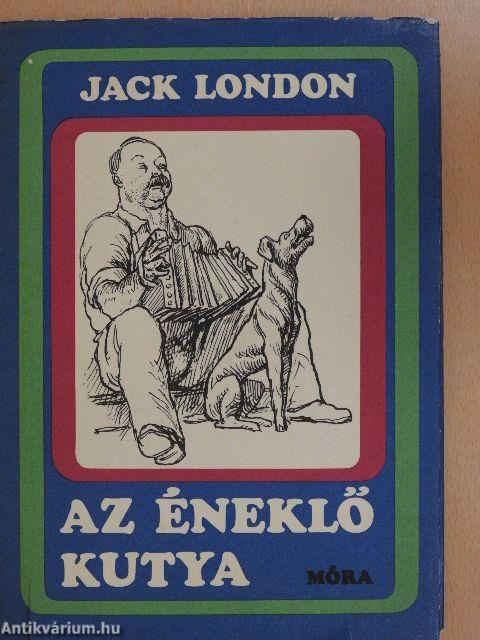 JACK LONDON
AZ ÉNEKLŐ
KUTYA
MÓRA
Antikvárium.hu